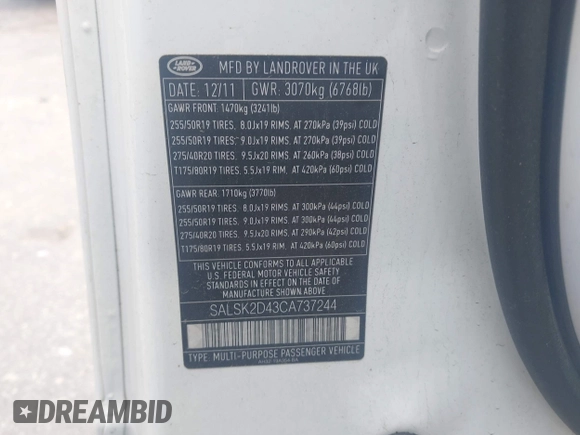 LAND
ROVER
MFD BY LANDROVER IN THE UK
DATE: 12/11 GWR: 3070kg (6768lb)
GAWR FRONT: 1470kg (3241lb)
255/50R19 TIRES, 8.0Jx19 RIMS, AT 270kPa (39psi) COLD
255/50R19 TIRES, 9.0Jx19 RIMS, AT 270kPa (39psi) COLD
275/40R20 TIRES, 9.5Jx20 RIMS, AT 260kPa (38psi) COLD
T175/80R19 TIRES, 5.5Jx19 RIM, AT 420kPa (60psi) COLD
GAWR REAR: 1710kg (3770lb)
255/50R19 TIRES, 8.0Jx19 RIMS, AT 300kPa (44psi) COLD
255/50R19 TIRES, 9.0Jx19 RIMS, AT 300kPa (44psi) COLD
275/40R20 TIRES, 9.5Jx20 RIMS, AT 290kPa (42psi) COLD
T175/80R19 TIRES, 5.5Jx19 RIM, AT 420kPa (60psi) COLD
THIS VEHICLE CONFORMS TO ALL APPLICABLE
U.S. FEDERAL MOTOR VEHICLE SAFETY
STANDARDS IN EFFECT ON THE DATE OF
MANUFACTURE SHOWN ABOVE.
SALSK2D43CA737244
TYPE: MULTI-PURPOSE PASSENGER VEHICLE
DREAMBID